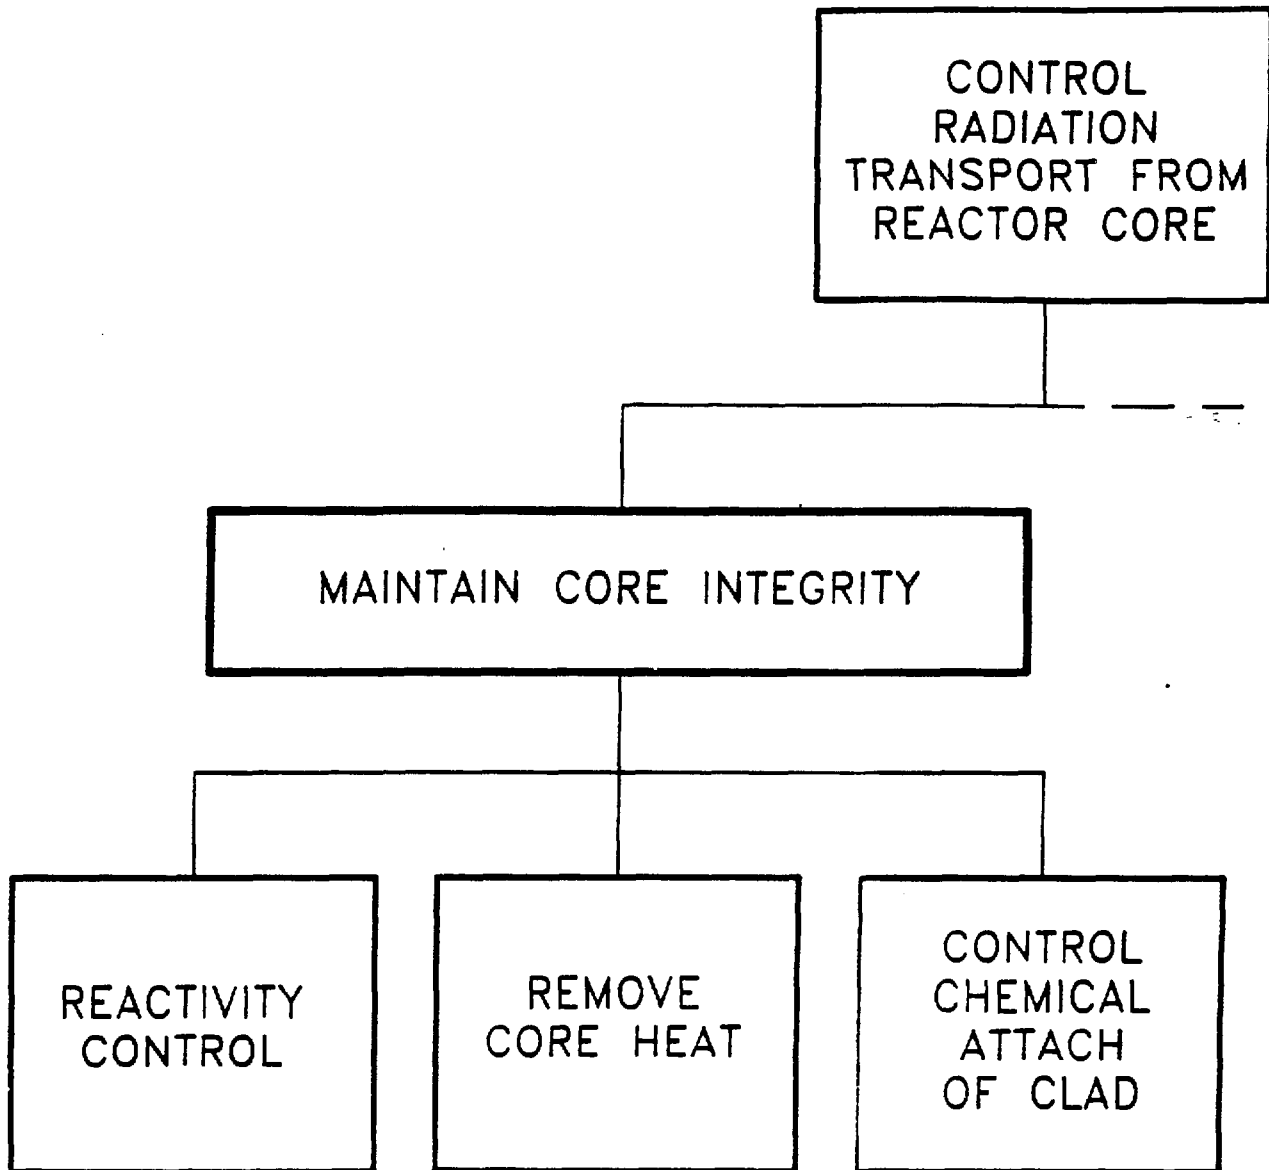 CONTROL
RADIATION
TRANSPORT FROM
REACTOR CORE
MAINTAIN CORE INTEGRITY
REACTIVITY
CONTROL
REMOVE
CORE HEAT
CONTROL
CHEMICAL
ATTACH
OF CLAD